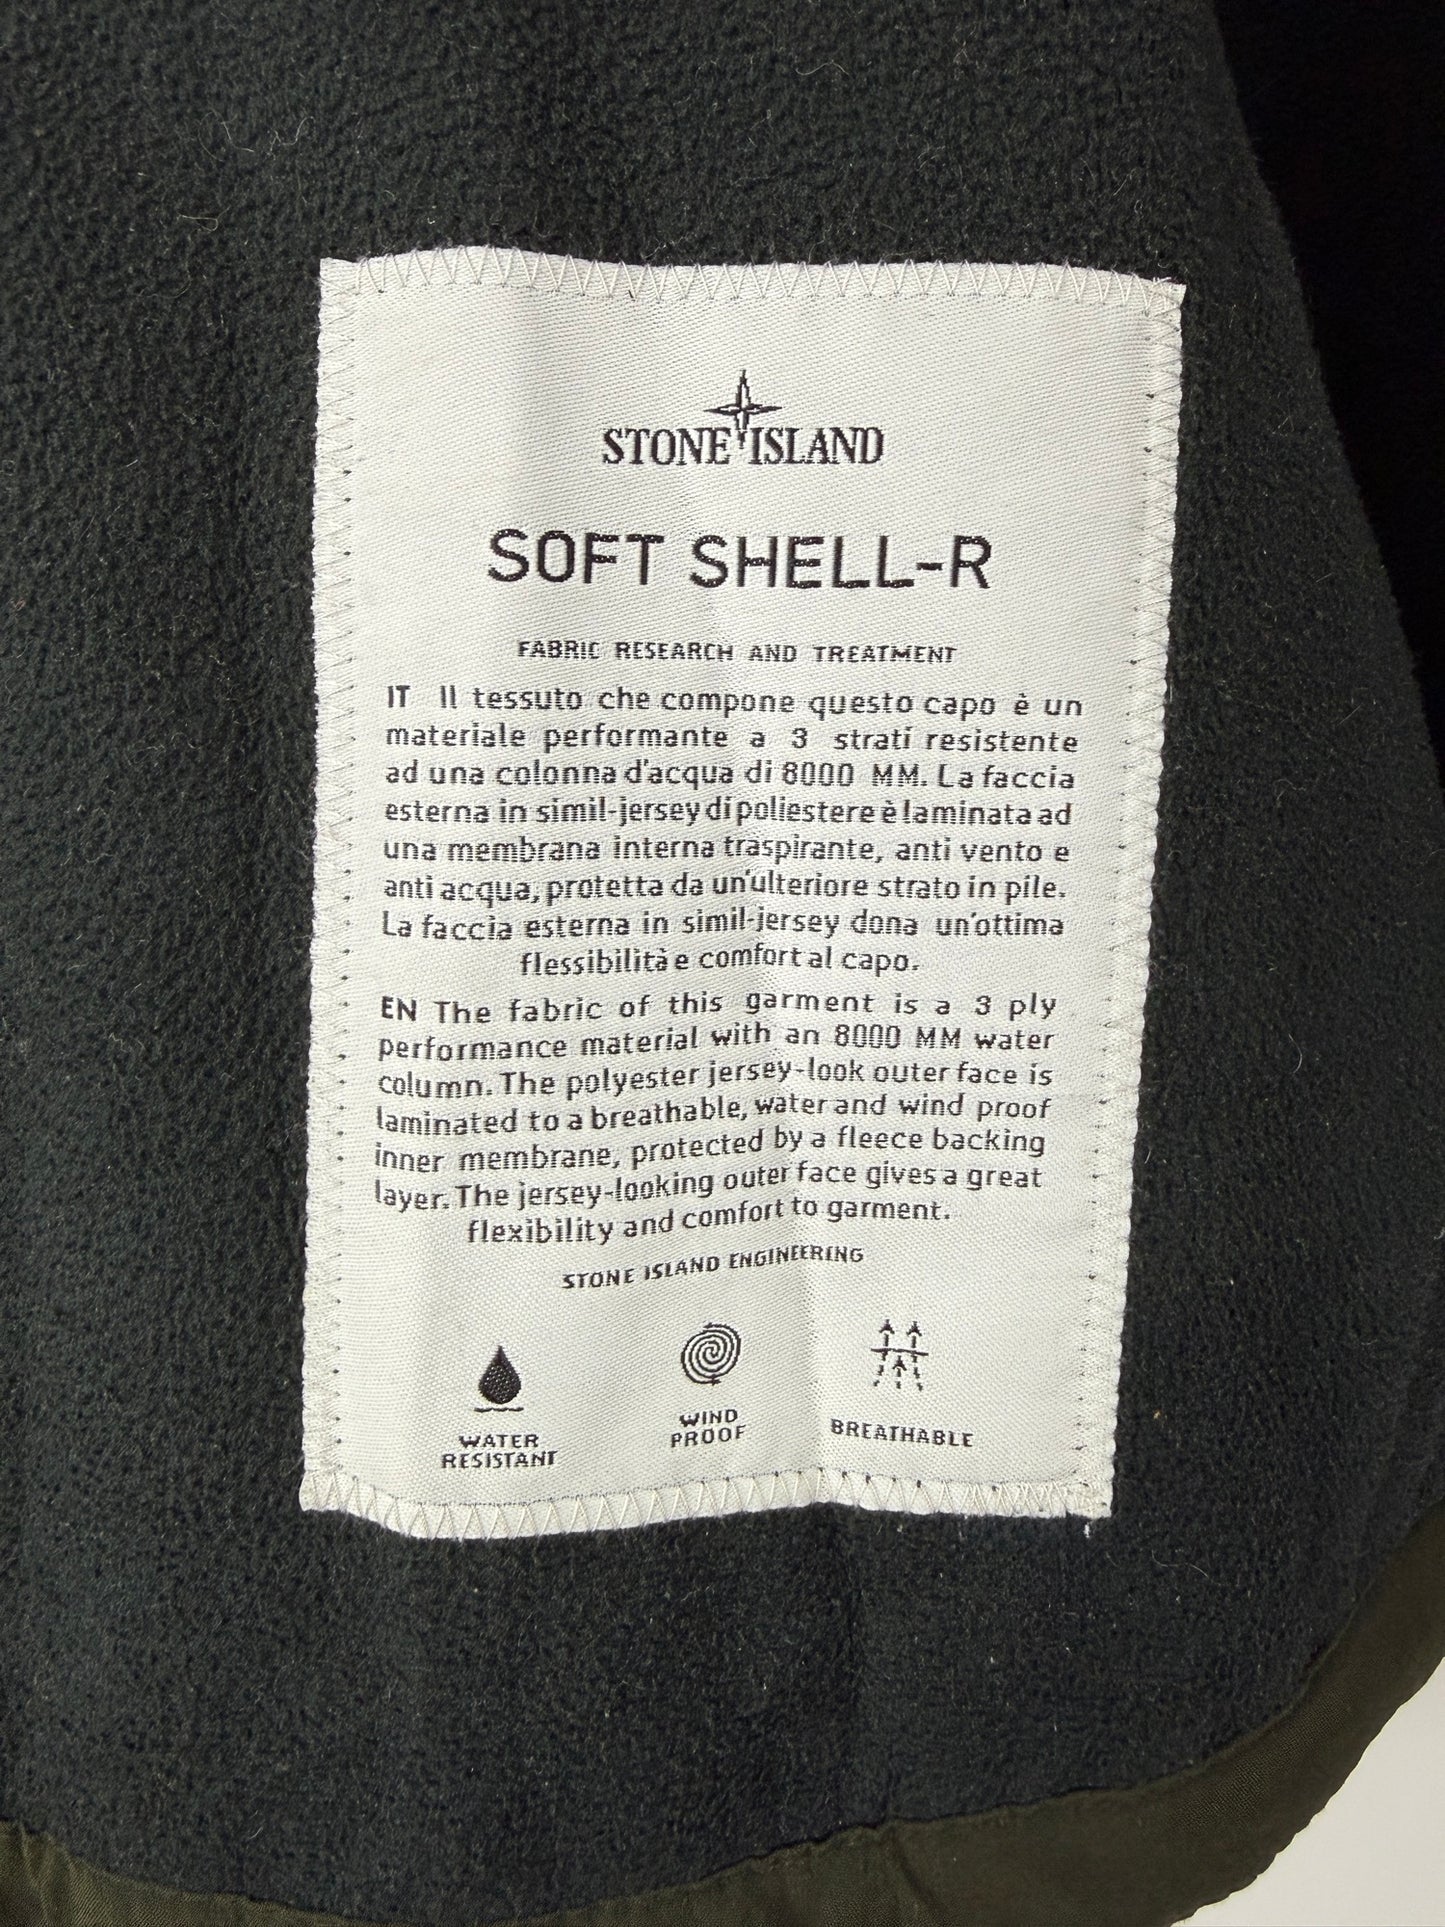 STONE ISLAND
SOFT SHELL-R
FABRIC RESEARCH AND TREATMENT
IT Il tessuto che compone questo capo è un
materiale performante a 3 strati resistente
ad una colonna d'acqua di 8000 MM. La faccia
esterna in simil-jersey di poliestere è laminata ad
una membrana interna traspirante, anti vento e
anti acqua, protetta da un'ulteriore strato in pile.
La faccia esterna in simil-jersey dona un'ottima
flessibilità e comfort al capo.
EN The fabric of this garment is a 3 ply
performance material with an 8000 MM water
column. The polyester jersey-look outer face is
laminated to a breathable, water and wind proof
inner membrane, protected by a fleece backing
layer. The jersey-looking outer face gives a great
flexibility and comfort to garment.
STONE ISLAND ENGINEERING
WATER
RESISTANT
WIND
PROOF
BREATHABLE